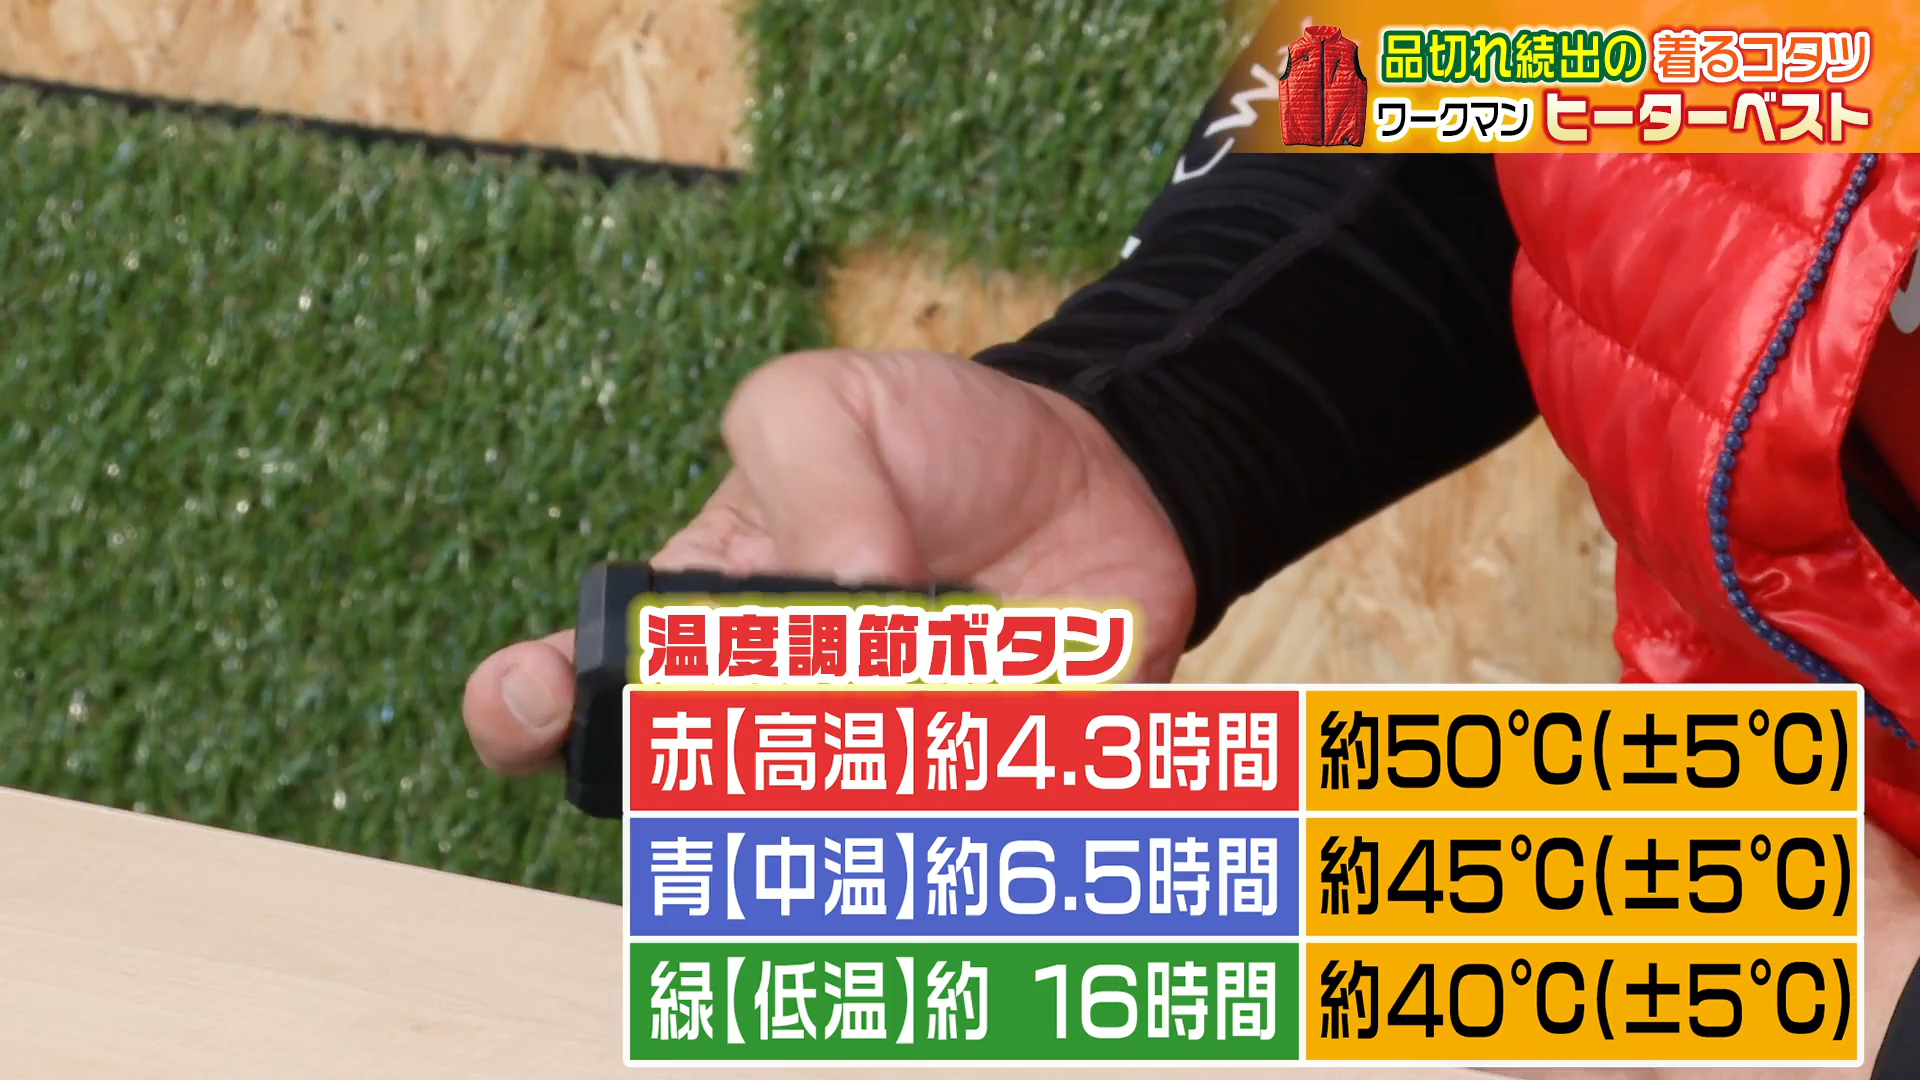 品切れ続出の 着るコタツ
ワークマン ヒーターベスト
温度調節ボタン
赤【高温】約4.3時間 約50℃(±5℃)
青【中温】約6.5時間 約45℃(±5℃)
緑【低温】約 16時間 約40℃(±5℃)